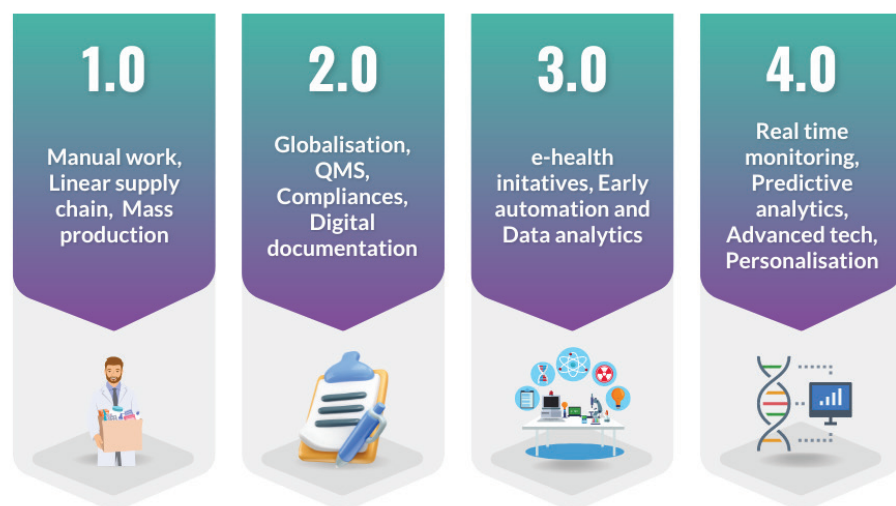 1.0
Manual work,
Linear supply
chain, Mass
production
2.0
Globalisation,
QMS,
Compliances,
Digital
documentation
3.0
e-health
initatives, Early
automation and
Data analytics
4.0
Real time
monitoring,
Predictive
analytics,
Advanced tech,
Personalisation